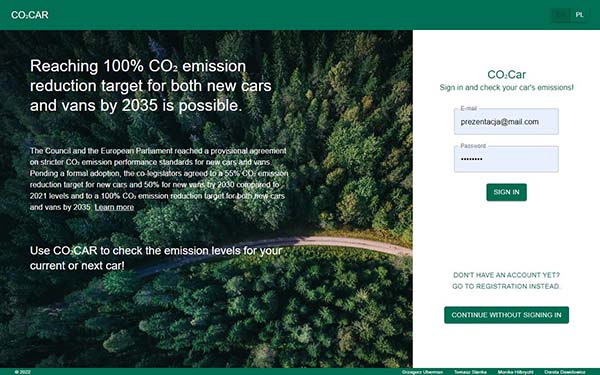 CO₂CAR
PL
Reaching 100% CO₂ emission
reduction target for both new cars
and vans by 2035 is possible.
The Council and the European Parliament reached a provisional agreement
on stricter CO₂ emission performance standards for new cars and vans.
Pending a formal adoption, the co-legislators agreed to a 55% CO₂ emission
reduction target for new cars and 50% for new vans by 2030 compared to
2021 levels and to a 100% CO₂ emission reduction target for both new cars
and vans by 2035. Learn more
Use CO₂CAR to check the emission levels for your
current or next car!
CO₂Car
Sign in and check your car's emissions!
E-mail
prezentacja@mail.com
Password
••••••••
SIGN IN
DON'T HAVE AN ACCOUNT YET?
GO TO REGISTRATION INSTEAD.
CONTINUE WITHOUT SIGNING IN
© 2022
Grzegorz Uberman Tomasz Sienka Monika Hilbrycht Dorota Dawidowicz